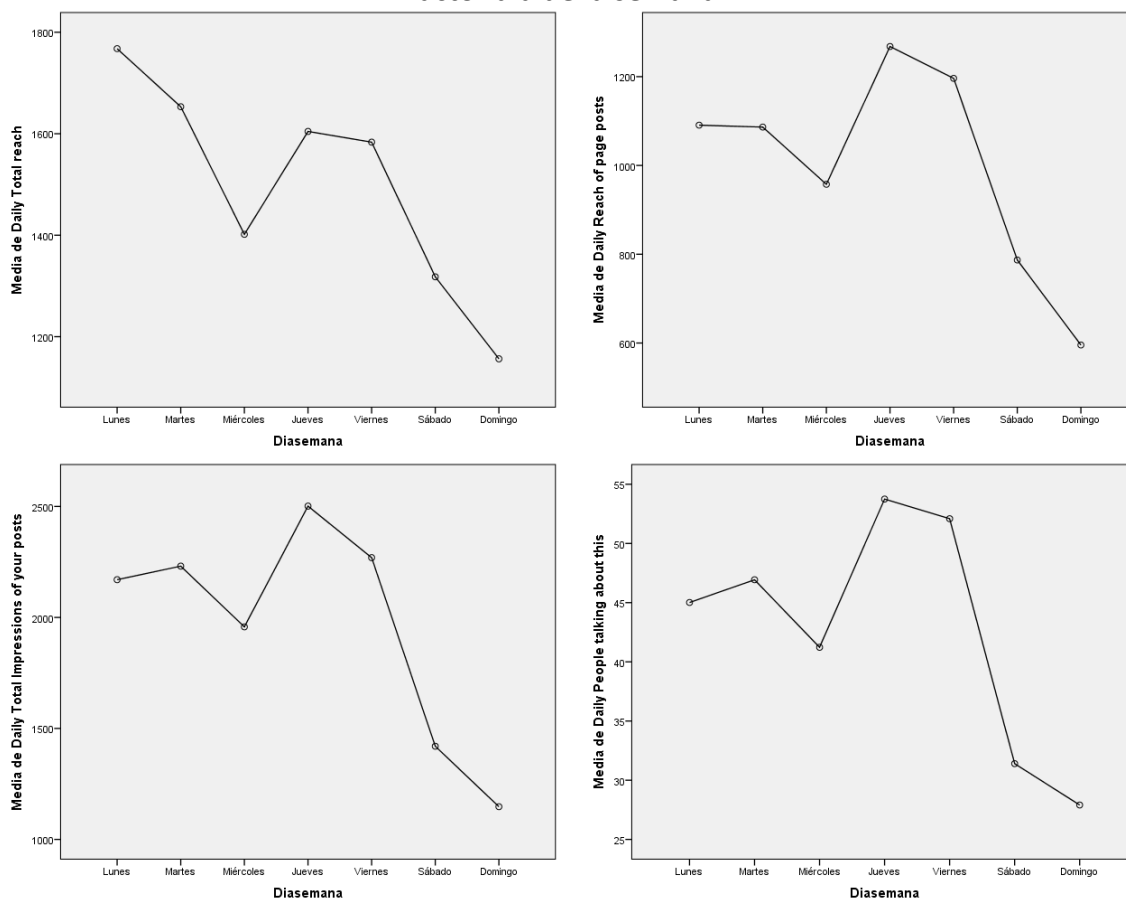 1800
1600
1400
1200
Media de Daily Total reach
Lunes Martes Miércoles Jueves Viernes Sábado Domingo
Diasemana
1200
1000
800
600
Media de Daily Reach of page posts
Lunes Martes Miércoles Jueves Viernes Sábado Domingo
Diasemana
2500
2000
1500
1000
Media de Daily Total Impressions of your posts
Lunes Martes Miércoles Jueves Viernes Sábado Domingo
Diasemana
55
50
45
40
35
30
25
Media de Daily People talking about this
Lunes Martes Miércoles Jueves Viernes Sábado Domingo
Diasemana